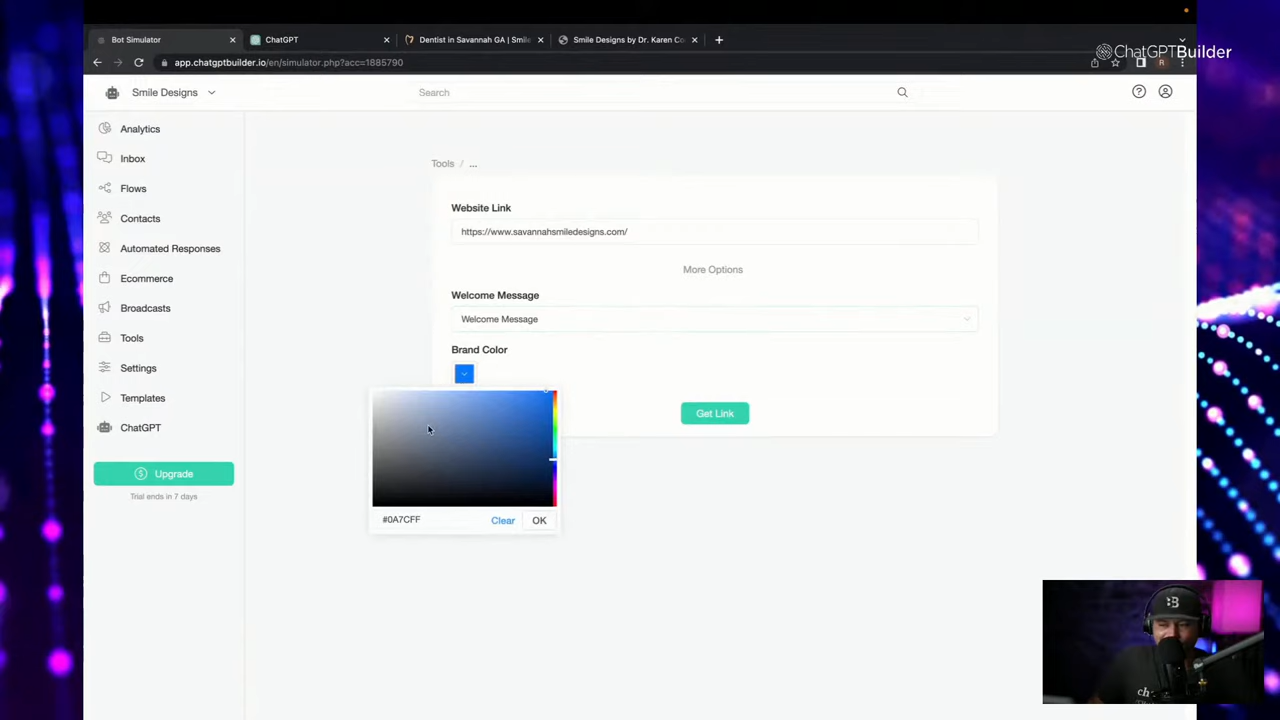 Bot Simulator
ChatGPT
Dentist in Savannah GA | Smile
Smile Designs by Dr. Karen Co
ChatGPTBuilder
app.chatgptbuilder.io/en/simulator.php?acc=1885790
R
Smile Designs
Search
Analytics
Inbox
Flows
Contacts
Automated Responses
Ecommerce
Broadcasts
Tools
Settings
Templates
ChatGPT
Upgrade
Trial ends in 7 days
Tools / ...
Website Link
https://www.savannahsmiledesigns.com/
More Options
Welcome Message
Welcome Message
Brand Color
Get Link
#0A7CFF
Clear
OK
B